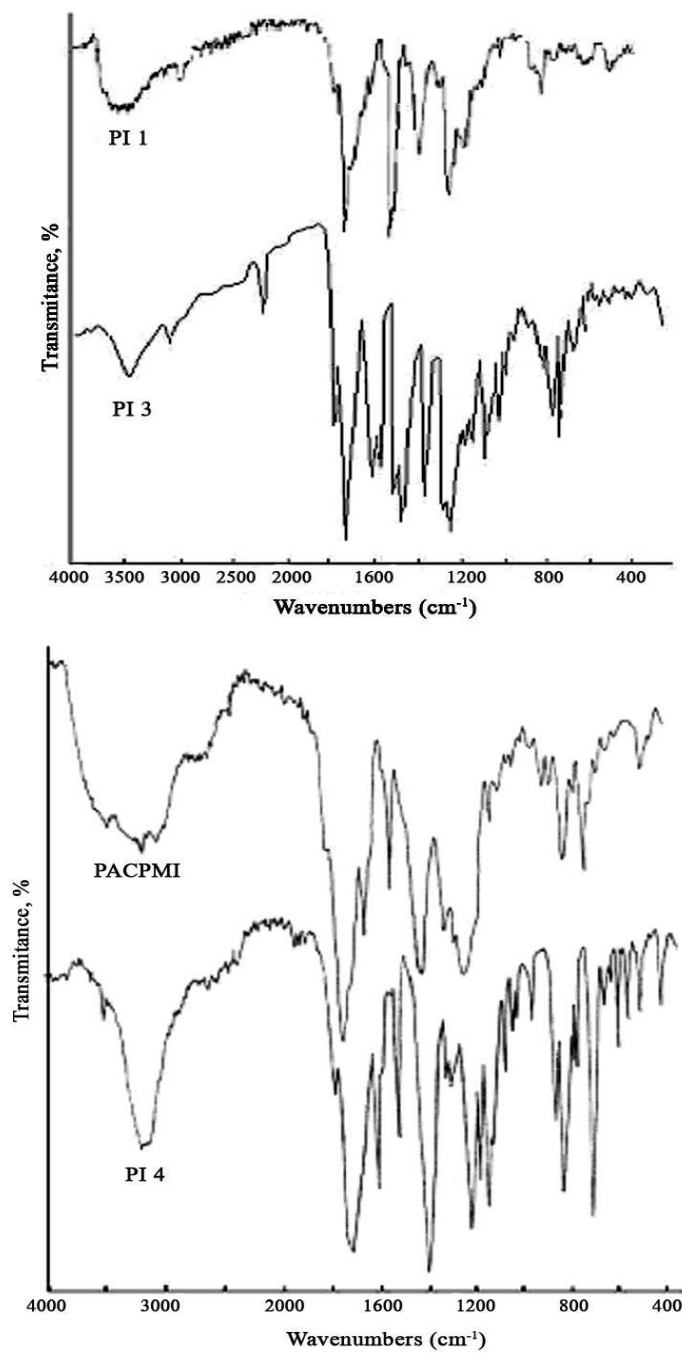 Transmitance, %
PI 1
PI 3
4000 3500 3000 2500 2000 1600 1200 800 400
Wavenumbers (cm⁻¹)
Transmitance, %
PACPMI
PI 4
4000 3000 2000 1600 1200 800 400
Wavenumbers (cm⁻¹)